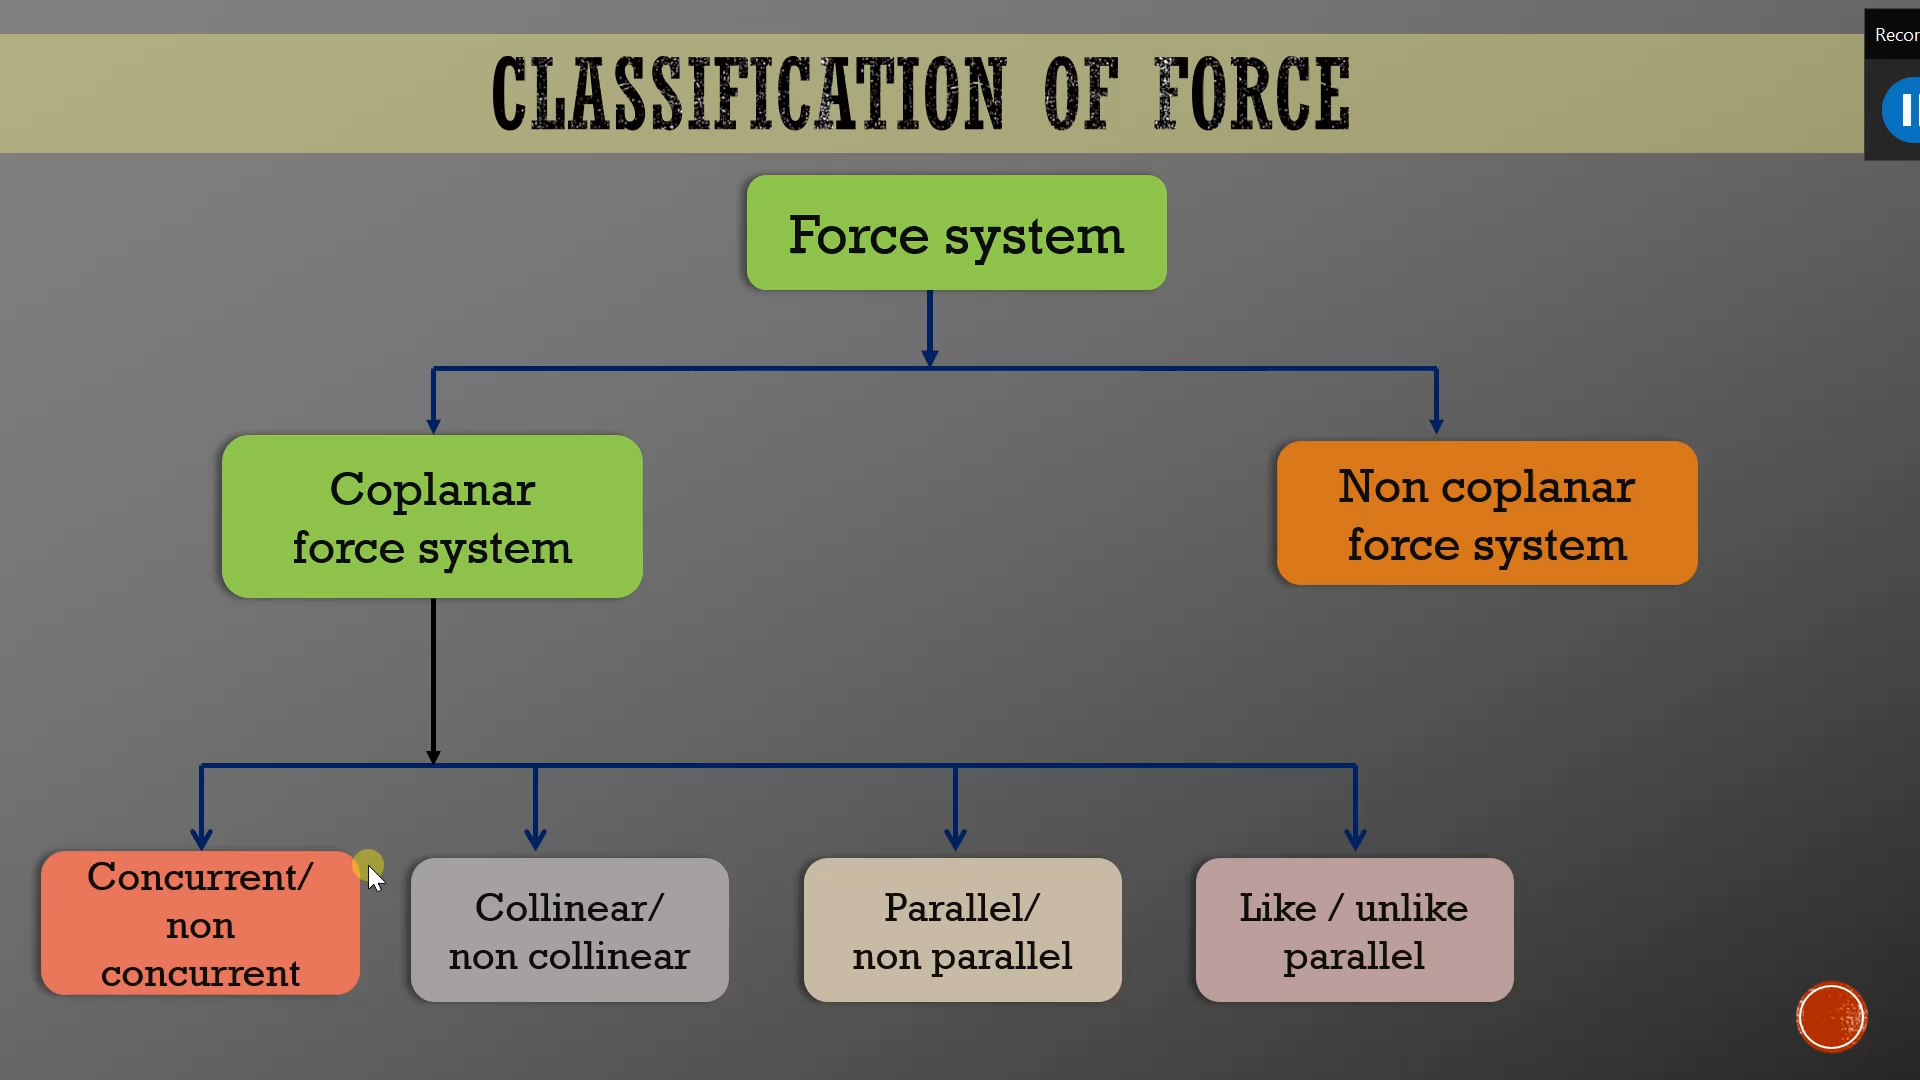 CLASSIFICATION OF FORCE
Recor
Force system
Coplanar
force system
Non coplanar
force system
Concurrent/
non
concurrent
Collinear/
non collinear
Parallel/
non parallel
Like / unlike
parallel